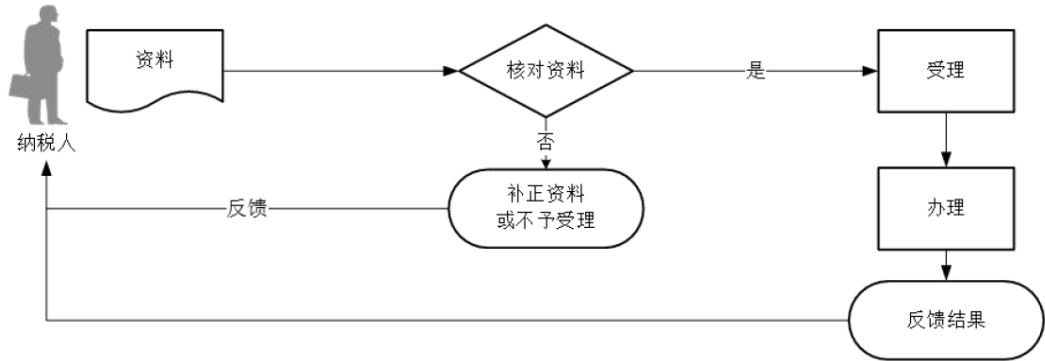 资料
核对资料
是
受理
纳税人
否
补正资料
或不予受理
反馈
办理
反馈结果